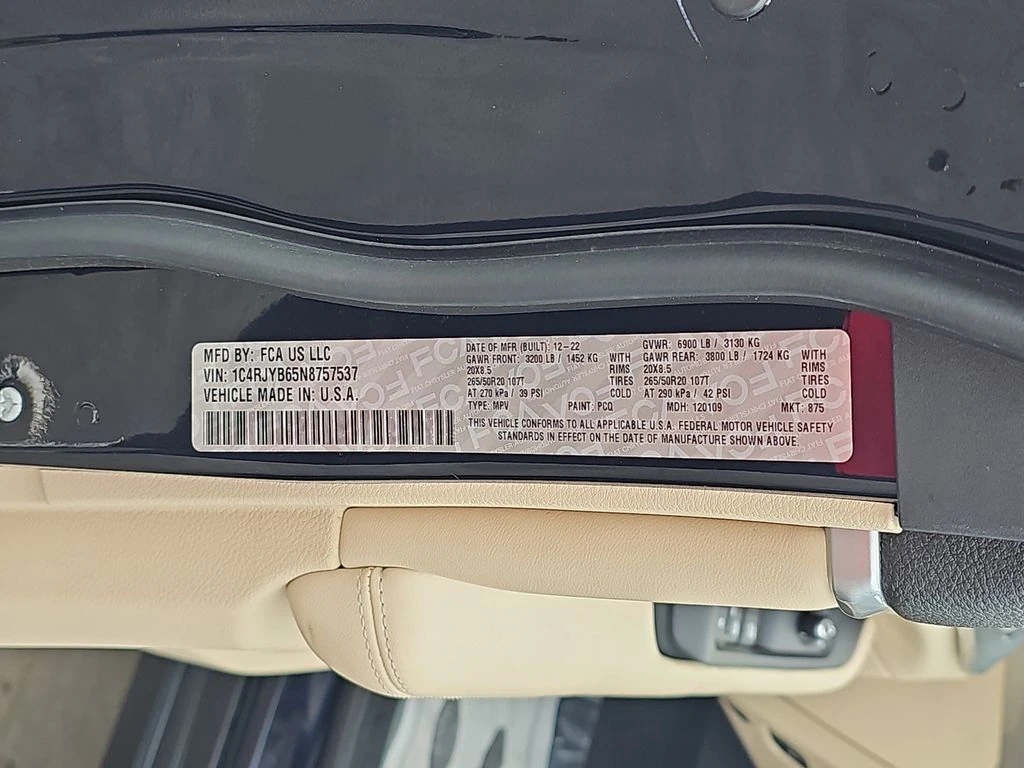 MFD BY: FCA US LLC
VIN: 1C4RJYB65N8757537
VEHICLE MADE IN: U.S.A.
DATE OF MFR (BUILT): 12-22 GVWR: 6900 LB / 3130 KG
GAWR FRONT: 3200 LB / 1452 KG WITH GAWR REAR: 3800 LB / 1724 KG WITH
20X8.5 RIMS 20X8.5 RIMS
265/50R20 107T TIRES 265/50R20 107T TIRES
AT 270 kPa / 39 PSI COLD AT 290 kPa / 42 PSI COLD
TYPE: MPV PAINT: PCQ MDH: 120109 MKT: 875
THIS VEHICLE CONFORMS TO ALL APPLICABLE U.S.A. FEDERAL MOTOR VEHICLE SAFETY
STANDARDS IN EFFECT ON THE DATE OF MANUFACTURE SHOWN ABOVE.